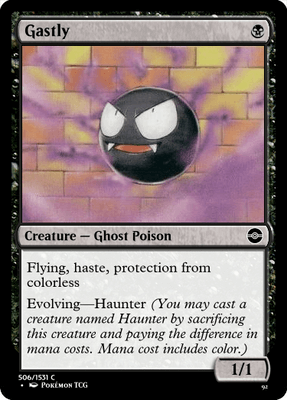 Gastly
Creature — Ghost Poison
Flying, haste, protection from
colorless
Evolving—Haunter (You may cast a
creature named Haunter by sacrificing
this creature and paying the difference in
mana costs. Mana cost includes color.)
1/1
506/1531 C
• Pokémon TCG